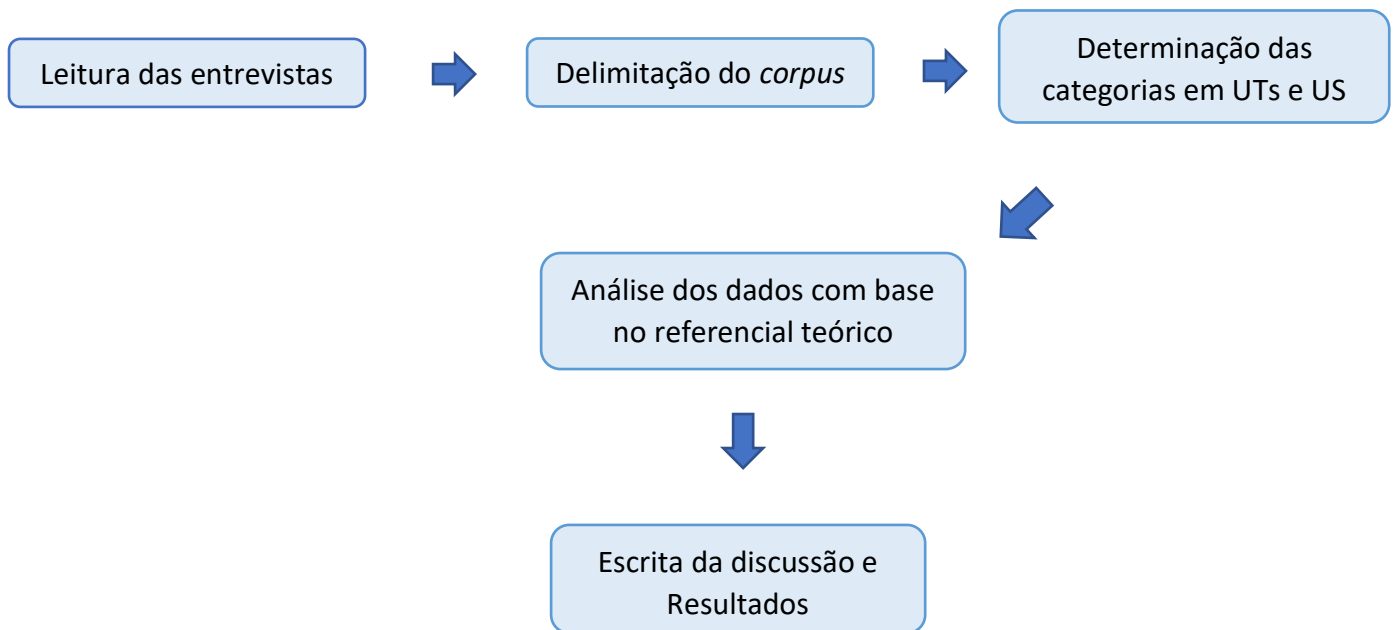 Leitura das entrevistas
Delimitação do corpus
Determinação das
categorias em UTs e US
Análise dos dados com base
no referencial teórico
Escrita da discussão e
Resultados